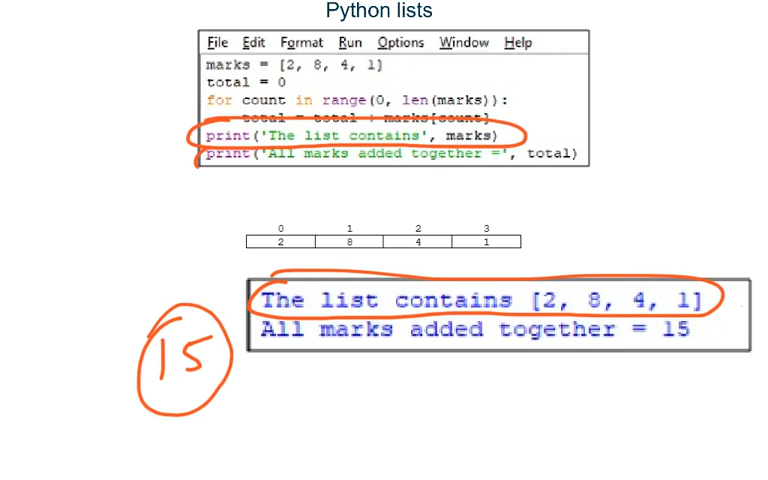 Python lists
File Edit Format Run Options Window Help
marks = [2, 8, 4, 1]
total = 0
for count in range(0, len(marks)):
total = total + marks[count]
print('The list contains', marks)
print('All marks added together =', total)
0 1 2 3
2 8 4 1
The list contains [2, 8, 4, 1]
All marks added together = 15
15